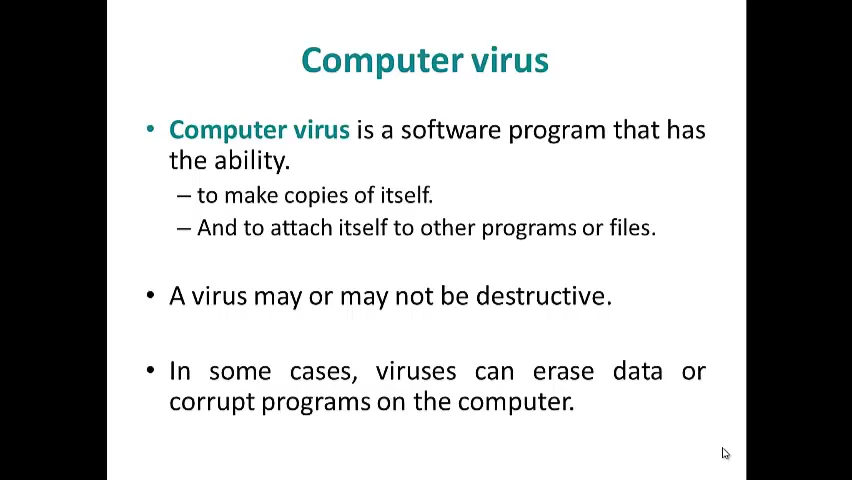 Computer virus
• Computer virus is a software program that has
the ability.
– to make copies of itself.
– And to attach itself to other programs or files.
• A virus may or may not be destructive.
• In some cases, viruses can erase data or
corrupt programs on the computer.